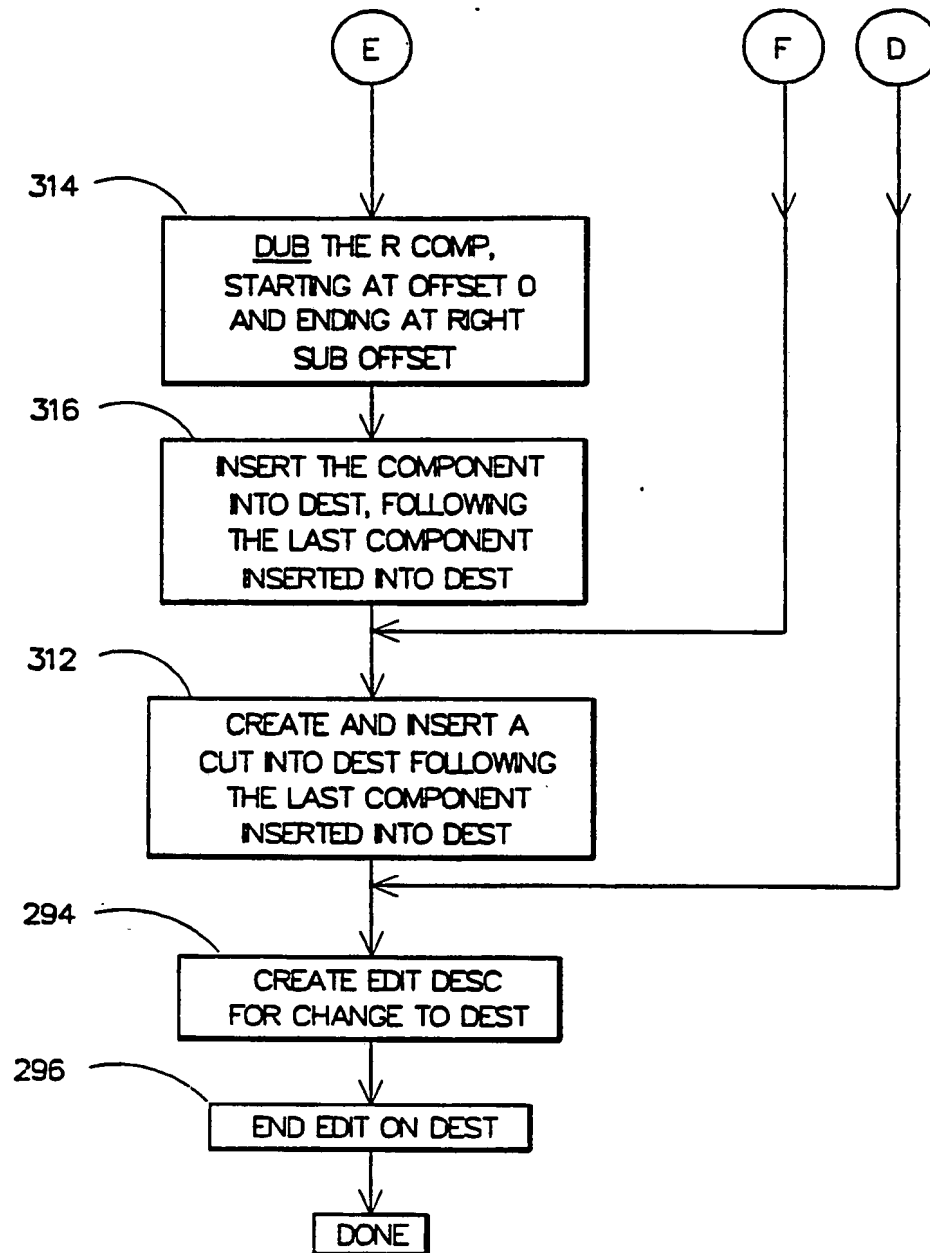 E
F
D
314
DUB THE R COMP,
STARTING AT OFFSET 0
AND ENDING AT RIGHT
SUB OFFSET
316
INSERT THE COMPONENT
INTO DEST, FOLLOWING
THE LAST COMPONENT
INSERTED INTO DEST
312
CREATE AND INSERT A
CUT INTO DEST FOLLOWING
THE LAST COMPONENT
INSERTED INTO DEST
294
CREATE EDIT DESC
FOR CHANGE TO DEST
296
END EDIT ON DEST
DONE